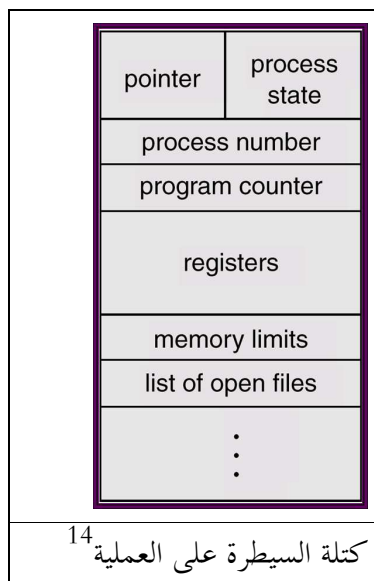 pointer
process
state
process number
program counter
registers
memory limits
list of open files
كتلة السيطرة على العملية14